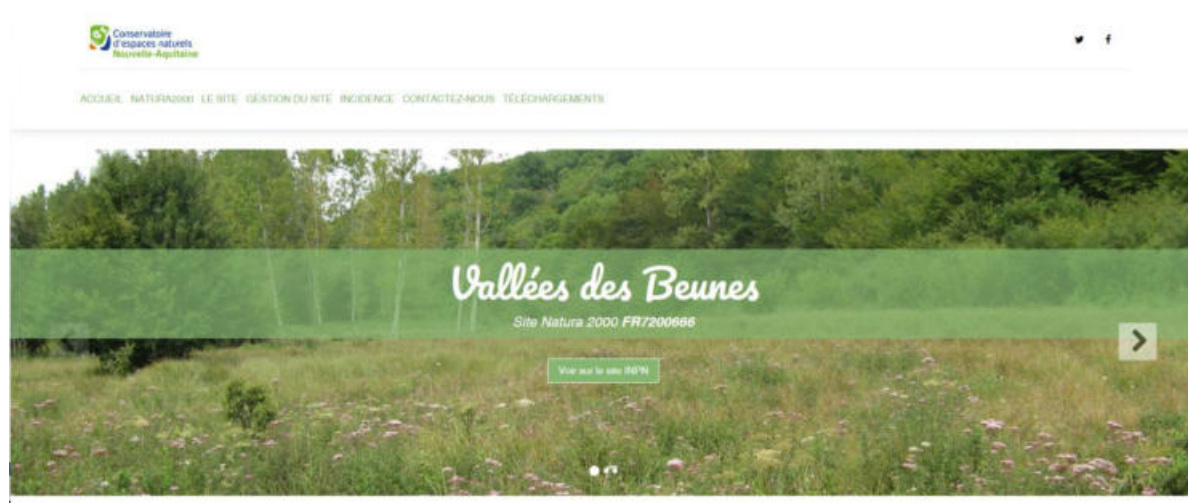 Conservatoire
d'espaces naturels
Nouvelle-Aquitaine
ACCUEIL NATURA2000 LE SITE GESTION DU SITE INCIDENCE CONTACTEZ-NOUS TÉLÉCHARGEMENTS
Vallées des Beunes
Site Natura 2000 FR7200666
Voir sur le site INPN